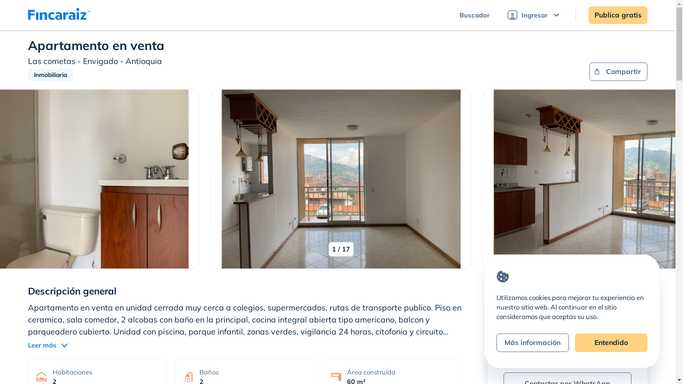 Fincaraiz
Buscador
Ingresar
Publica gratis
Apartamento en venta
Las cometas - Envigado - Antioquia
Inmobiliaria
Compartir
1 / 17
Descripción general
Apartamento en venta en unidad cerrada muy cerca a colegios, supermercados, rutas de transporte publico. Piso en
ceramica, sala comedor, 2 alcobas con baño en la principal, cocina integral abierta tipo americano, balcon y
parqueadero cubierto. Unidad con piscina, parque infantil, zonas verdes, vigilancia 24 horas, citofonia y circuito...
Leer más
Habitaciones
2
Baños
2
Área construida
60 m²
Utilizamos cookies para mejorar tu experiencia en
nuestro sitio web. Al continuar en el sitio
consideramos que aceptas su uso.
Más información
Entendido
Contactar por WhatsApp